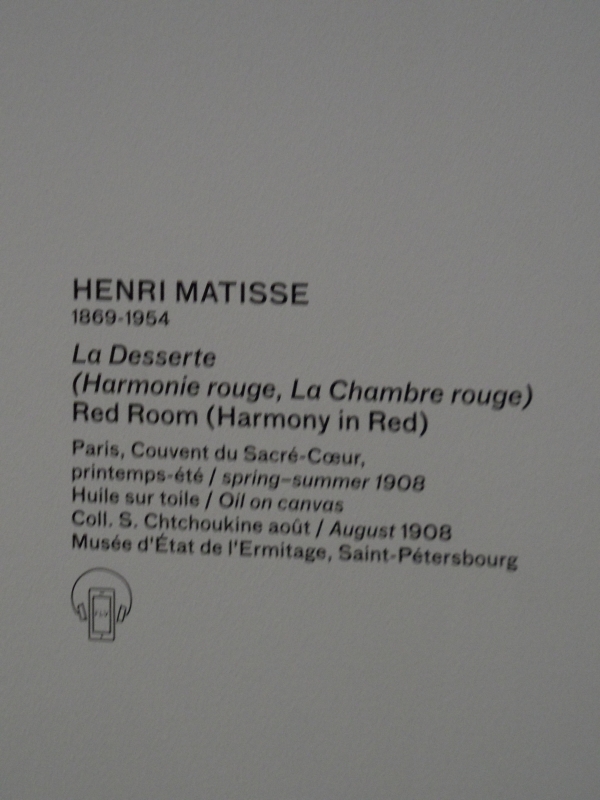 HENRI MATISSE
1869-1954
La Desserte
(Harmonie rouge, La Chambre rouge)
Red Room (Harmony in Red)
Paris, Couvent du Sacré-Cœur,
printemps-été / spring–summer 1908
Huile sur toile / Oil on canvas
Coll. S. Chtchoukine août / August 1908
Musée d'État de l'Ermitage, Saint-Pétersbourg